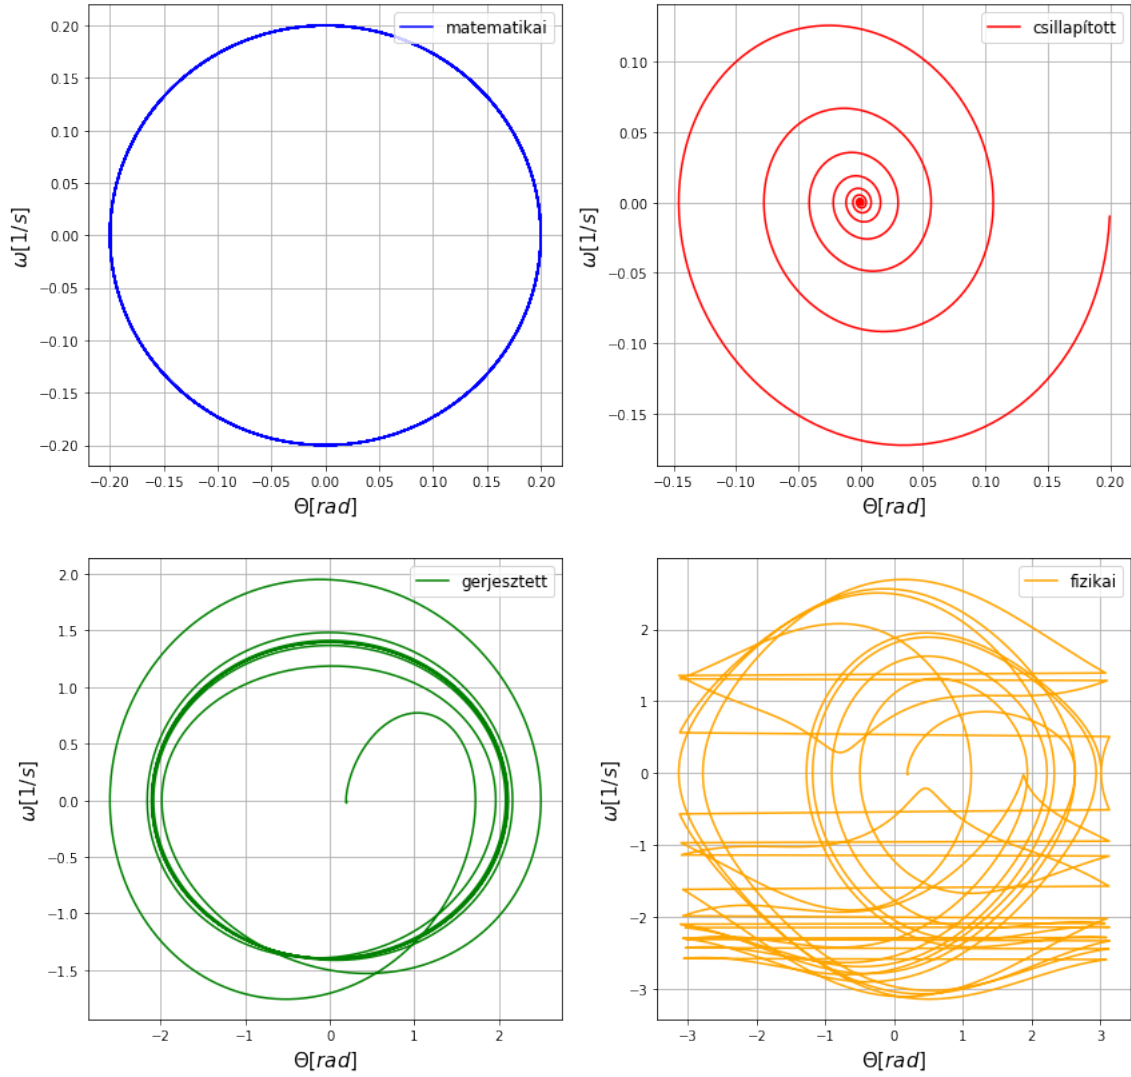 matematikai
0.20
0.15
0.10
0.05
0.00
−0.05
−0.10
−0.15
−0.20
ω[1/s]
−0.20 −0.15 −0.10 −0.05 0.00 0.05 0.10 0.15 0.20
Θ[rad]
csillapított
0.10
0.05
0.00
−0.05
−0.10
−0.15
ω[1/s]
−0.15 −0.10 −0.05 0.00 0.05 0.10 0.15 0.20
Θ[rad]
gerjesztett
2.0
1.5
1.0
0.5
0.0
−0.5
−1.0
−1.5
ω[1/s]
−2 −1 0 1 2
Θ[rad]
fizikai
2
1
0
−1
−2
−3
ω[1/s]
−3 −2 −1 0 1 2 3
Θ[rad]